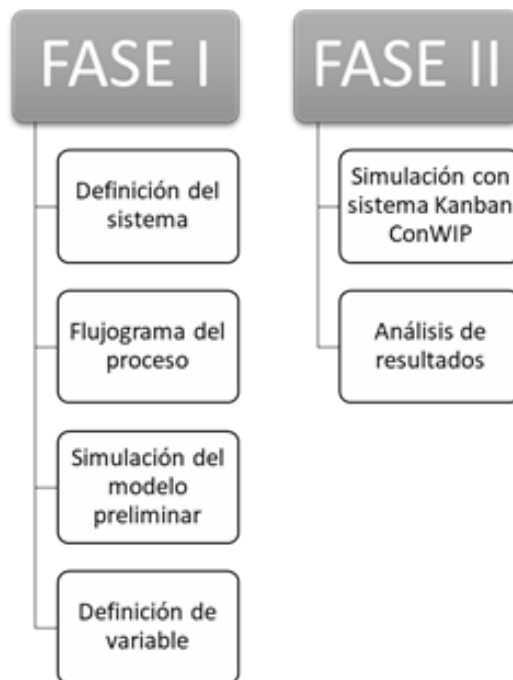 FASE I
Definición del
sistema
Flujograma del
proceso
Simulación del
modelo
preliminar
Definición de
variable
FASE II
Simulación con
sistema Kanban
ConWIP
Análisis de
resultados